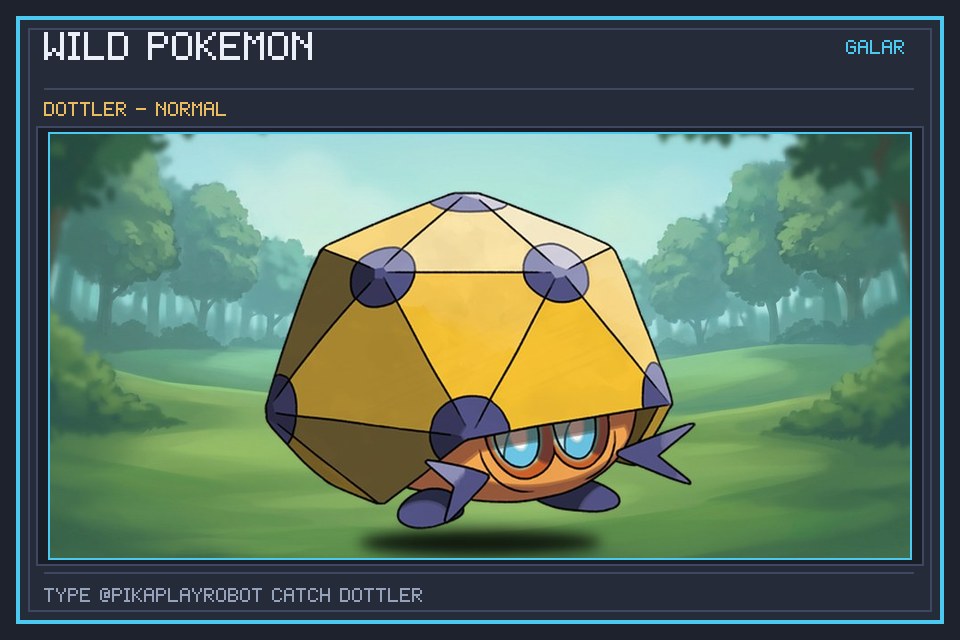 WILD POKEMON
GALAR
DOTTLER - NORMAL
TYPE @PIKAPLAYROBOT CATCH DOTTLER